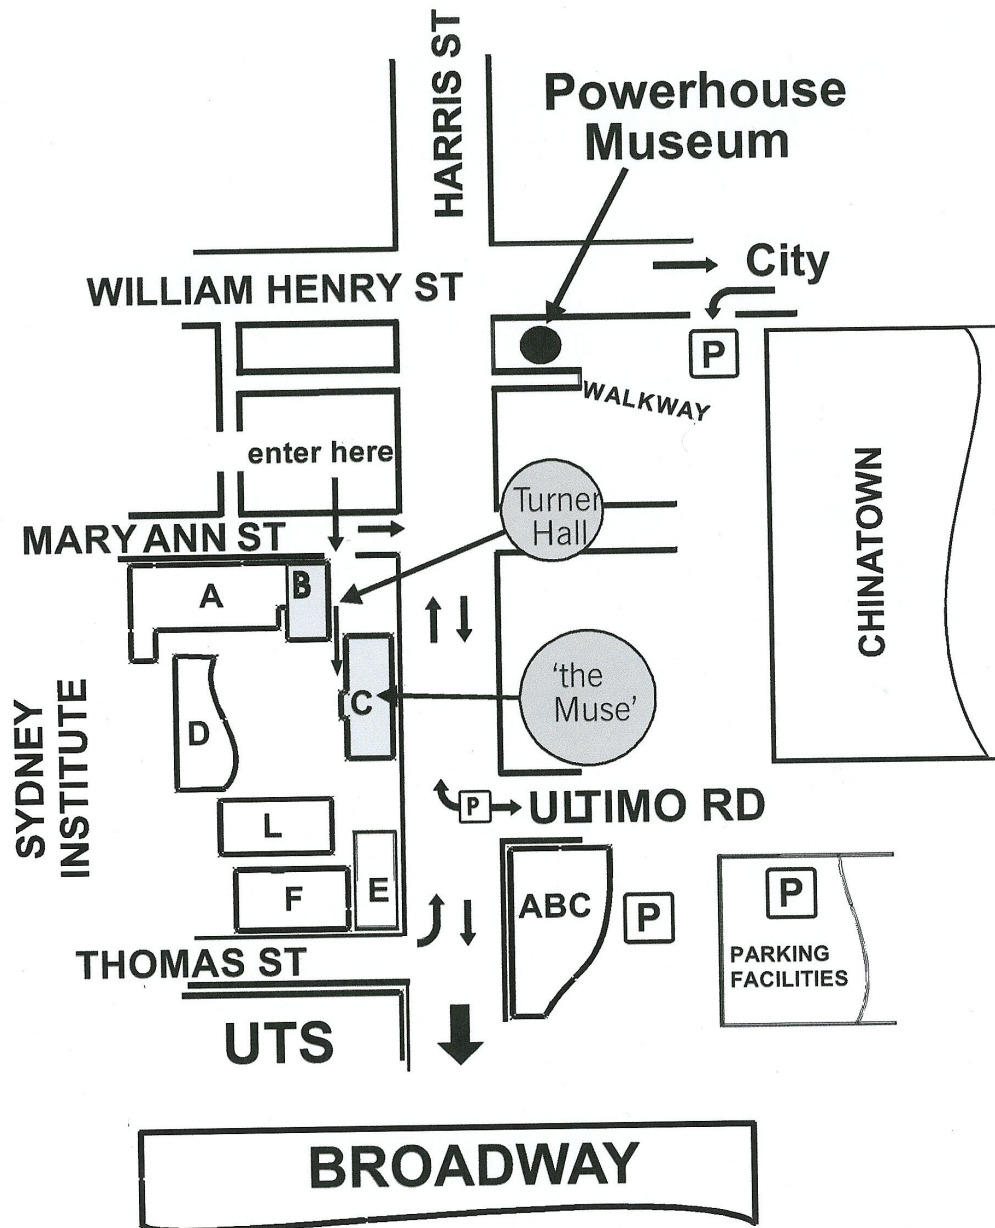 HARRIS ST
Powerhouse
Museum
City
WILLIAM HENRY ST
P
WALKWAY
enter here
Turner
Hall
MARY ANN ST
CHINATOWN
A
B
'the
Muse'
C
D
SYDNEY
INSTITUTE
P
ULTIMO RD
L
F
E
ABC
P
P
PARKING
FACILITIES
THOMAS ST
UTS
BROADWAY